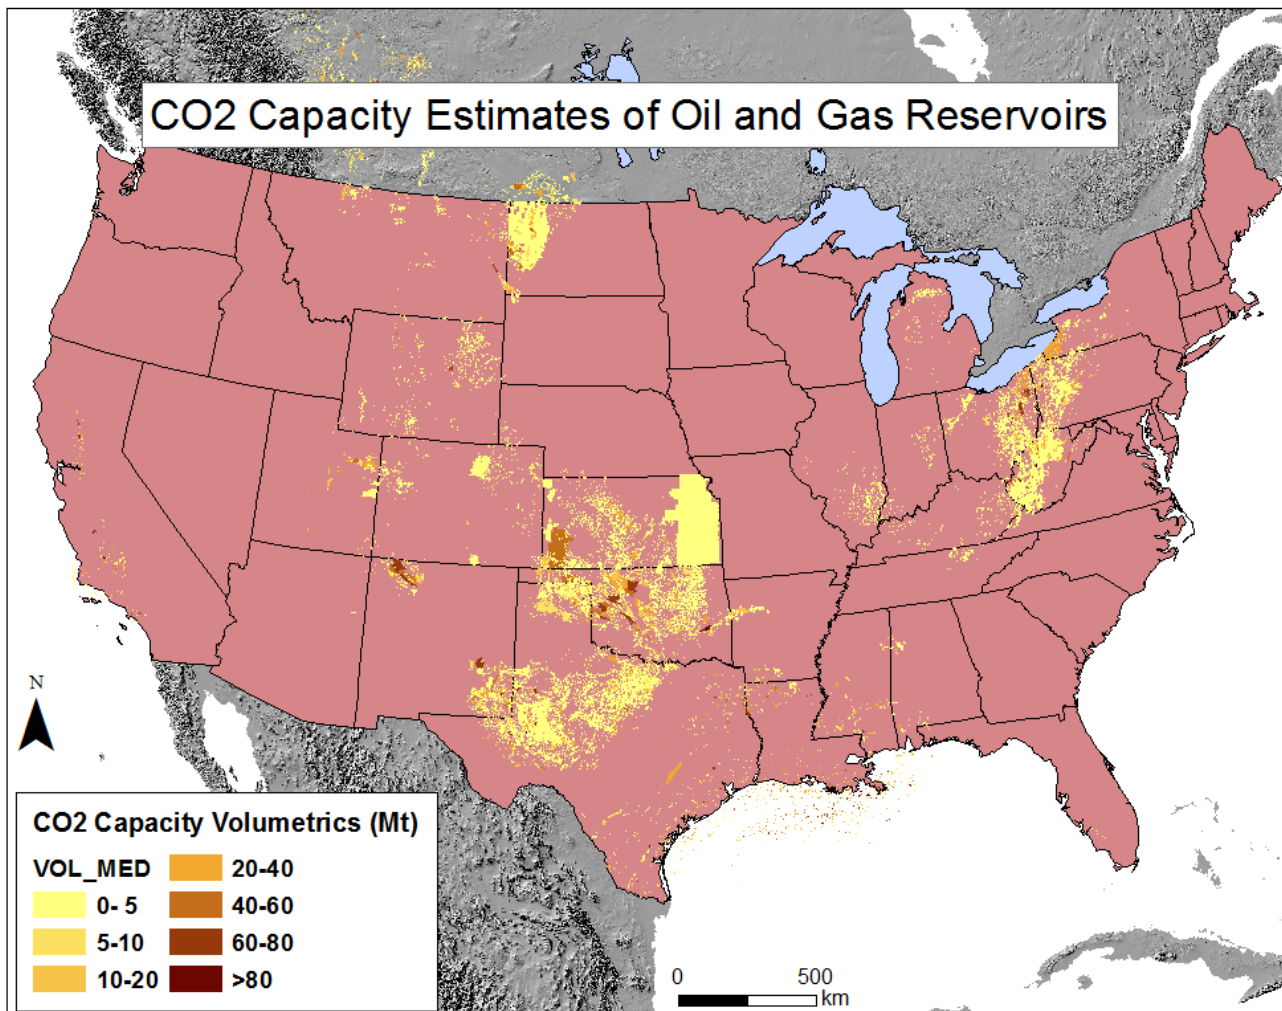 CO2 Capacity Estimates of Oil and Gas Reservoirs
N
CO2 Capacity Volumetrics (Mt)
VOL_MED
0- 5
5-10
10-20
20-40
40-60
60-80
>80
0 500
km